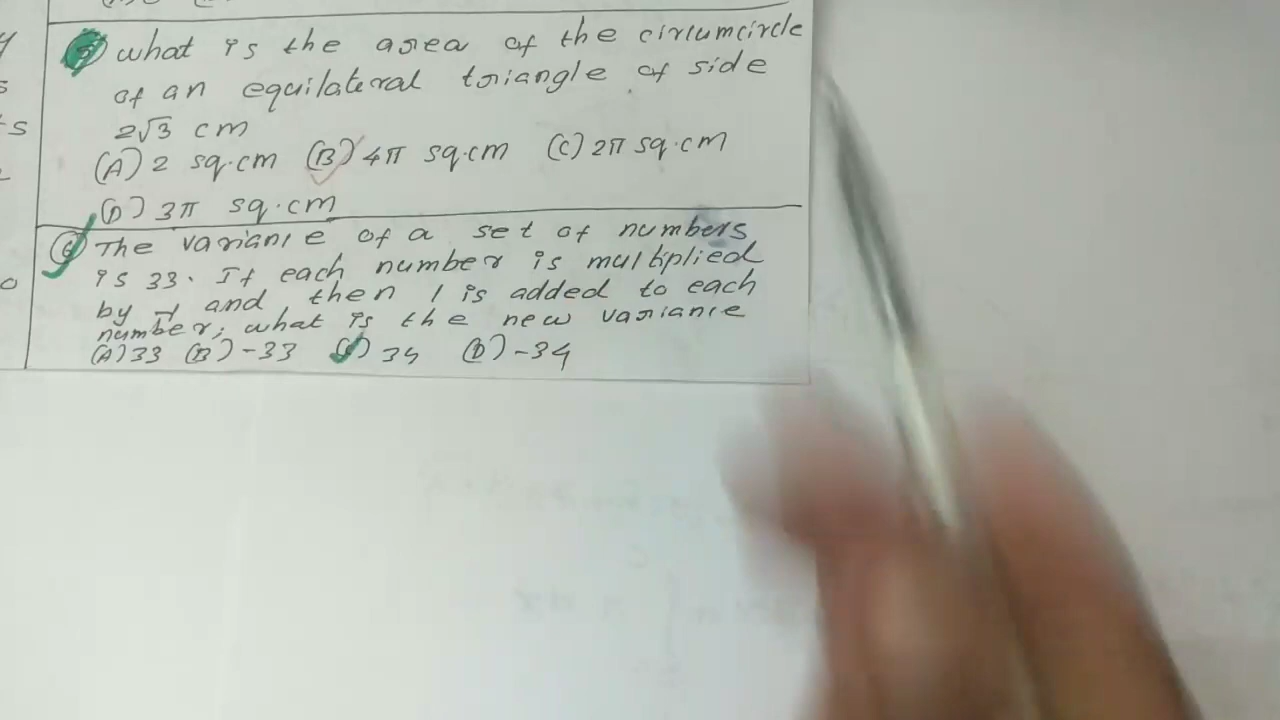 5 what is the area of the circumcircle
of an equilateral triangle of side
2√3 cm
(A) 2 sq.cm (B) 4π sq.cm (C) 2π sq.cm
(D) 3π sq.cm
6 The variance of a set of numbers
is 33. If each number is multiplied
by -1 and then 1 is added to each
number, what is the new variance
(A) 33 (B) -33 (C) 34 (D) -34